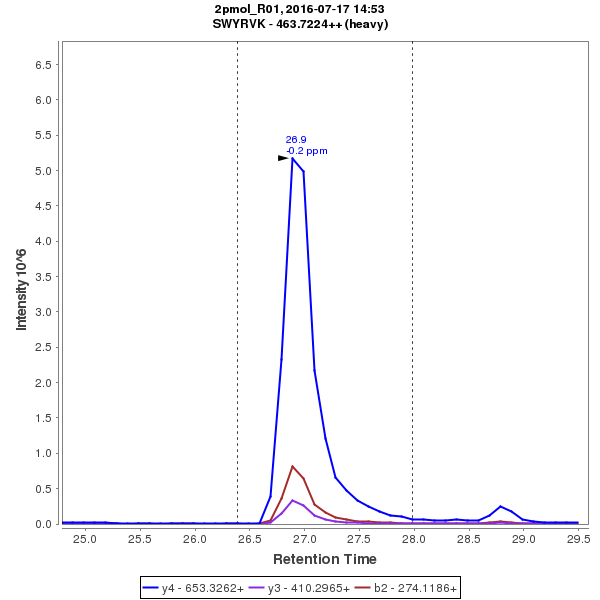 2pmol_R01, 2016-07-17 14:53
SWYRVK - 463.7224++ (heavy)
26.9
-0.2 ppm
6.5
6.0
5.5
5.0
4.5
4.0
3.5
3.0
2.5
2.0
1.5
1.0
0.5
0.0
Intensity 10^6
25.0 25.5 26.0 26.5 27.0 27.5 28.0 28.5 29.0 29.5
Retention Time
y4 - 653.3262+ y3 - 410.2965+ b2 - 274.1186+